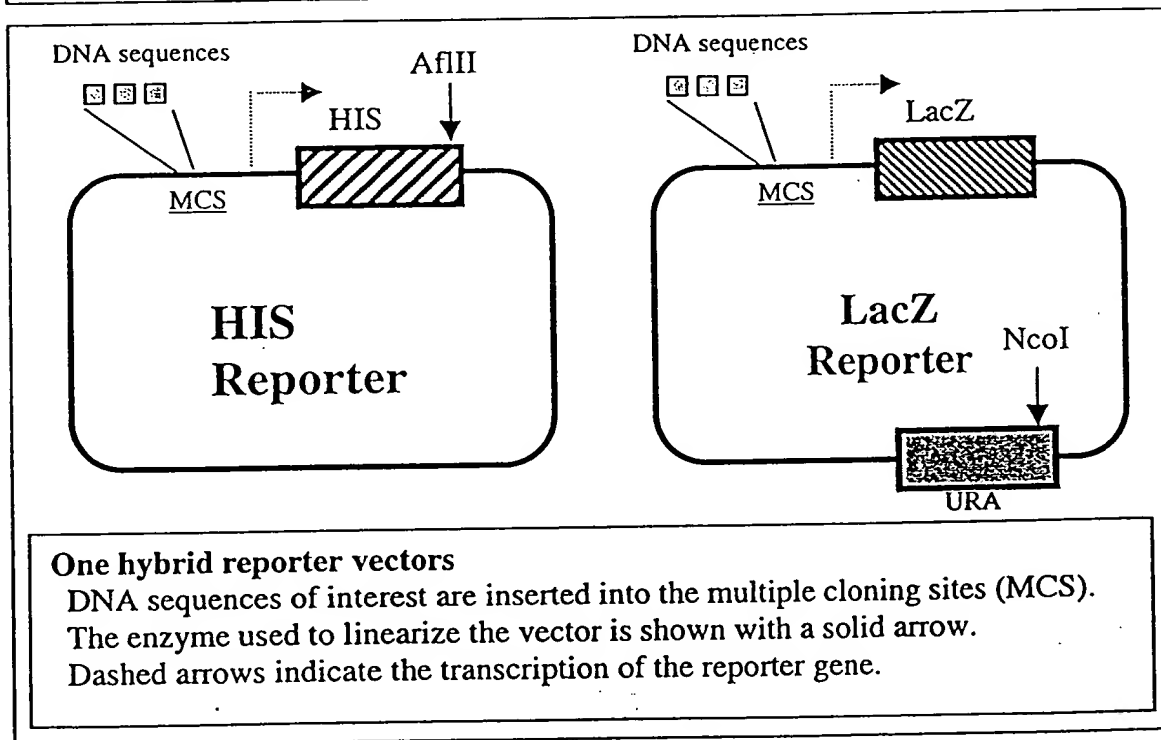 DNA sequences
AflII
HIS
MCS
HIS
Reporter
DNA sequences
LacZ
MCS
LacZ
Reporter
NcoI
URA
One hybrid reporter vectors
DNA sequences of interest are inserted into the multiple cloning sites (MCS).
The enzyme used to linearize the vector is shown with a solid arrow.
Dashed arrows indicate the transcription of the reporter gene.